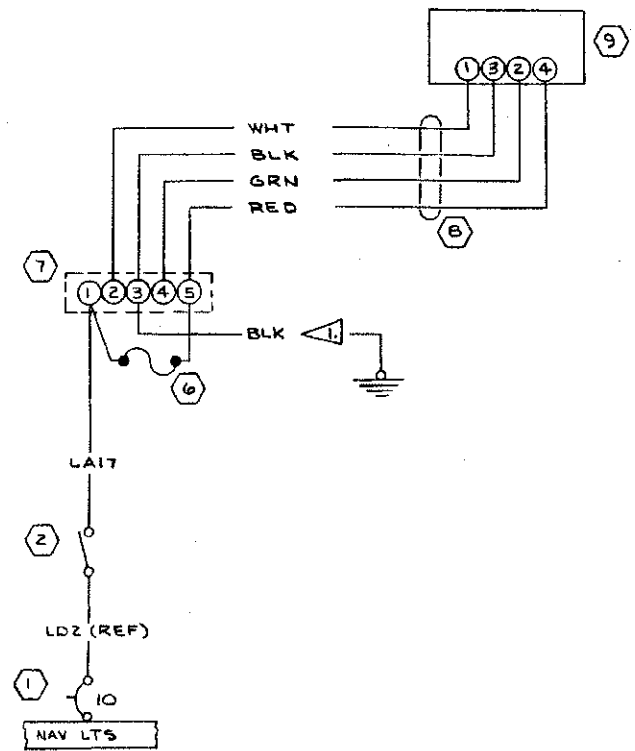 9
1 3 2 4
WHT
BLK
GRN
RED
8
7
1 2 3 4 5
BLK 1.
6
LA17
2
LD2 (REF)
1
10
NAV LTS